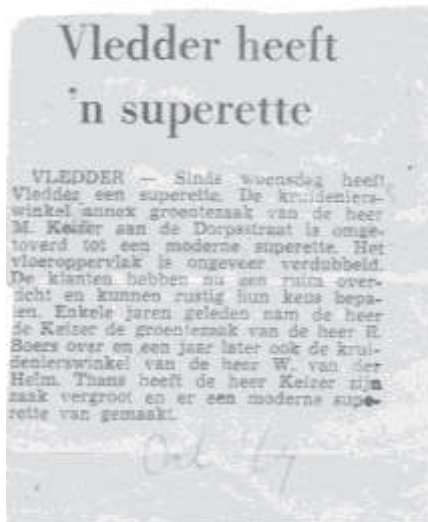 Vledder heeft
'n superette
VLEDDER — Sinds woensdag heeft
Vledder een superette. De kruideniers-
winkel annex groentezaak van de heer
M. Keizer aan de Dorpsstraat is omge-
toverd tot een moderne superette. Het
vloeroppervlak is ongeveer verdubbeld.
De klanten hebben nu een ruim over-
zicht en kunnen rustig hun keus bepa-
len. Enkele jaren geleden nam de heer
de Keizer de groentezaak van de heer R.
Boers over en een jaar later ook de krui-
denierswinkel van de heer W. van der
Helm. Thans heeft de heer Keizer zijn
zaak vergroot en er een moderne supe-
rette van gemaakt.